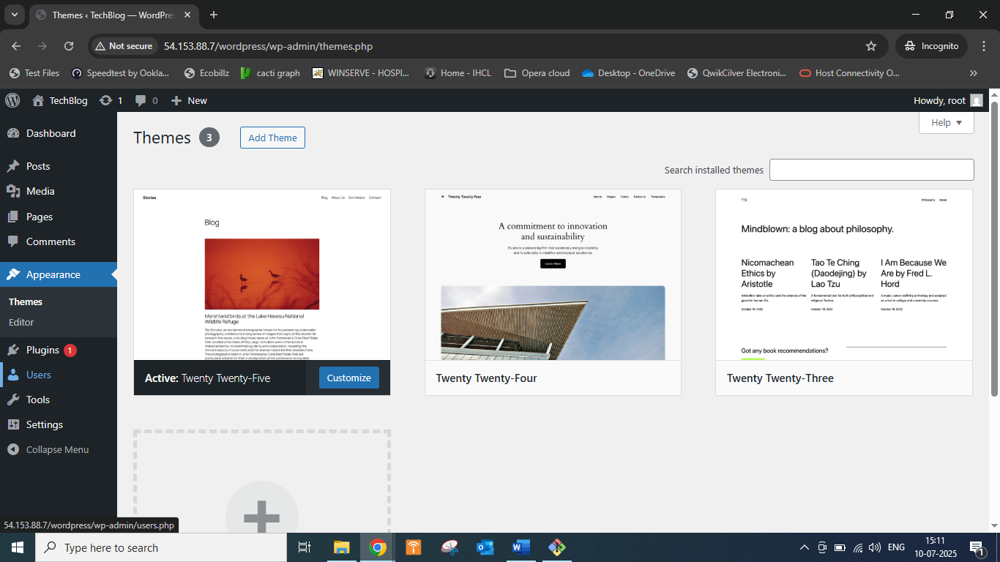 Themes ‹ TechBlog — WordPres
Not secure 54.153.88.7/wordpress/wp-admin/themes.php Incognito
Test Files Speedtest by Ookla... Ecobillz cacti graph WINSERVE - HOSPI... Home - IHCL Opera cloud Desktop - OneDrive QwikCilver Electroni... Host Connectivity O...
TechBlog 1 0 New Howdy, root
Dashboard
Posts
Media
Pages
Comments
Appearance
Themes
Editor
Plugins 1
Users
Tools
Settings
Collapse Menu
Themes 3 Add Theme
Help
Search installed themes
Stories Blog About Us Our Mission Contact
Blog
Marshland birds at the Lake Havasu National
Wildlife Refuge
Active: Twenty Twenty-Five Customize
Twenty Twenty Four Home Pages Posts Patterns Templates
A commitment to innovation
and sustainability
Études is a pioneering firm that seamlessly merges creativity
and functionality to redefine architectural excellence.
Learn More
Twenty Twenty-Four
TT3 Philosophy About
Mindblown: a blog about philosophy.
Nicomachean
Ethics by
Aristotle
Aristotle's take on ethics and the science of the
good for human life.
October 19, 2022
Tao Te Ching
(Daodejing) by
Lao Tzu
A fundamental text for both philosophical and
religious Taoism.
October 19, 2022
I Am Because We
Are by Fred L.
Hord
A major, canon-defining anthology and adopted
as a text in college and university courses.
October 19, 2022
Got any book recommendations?
Twenty Twenty-Three
54.153.88.7/wordpress/wp-admin/users.php
Type here to search
ENG
15:11
10-07-2025
1